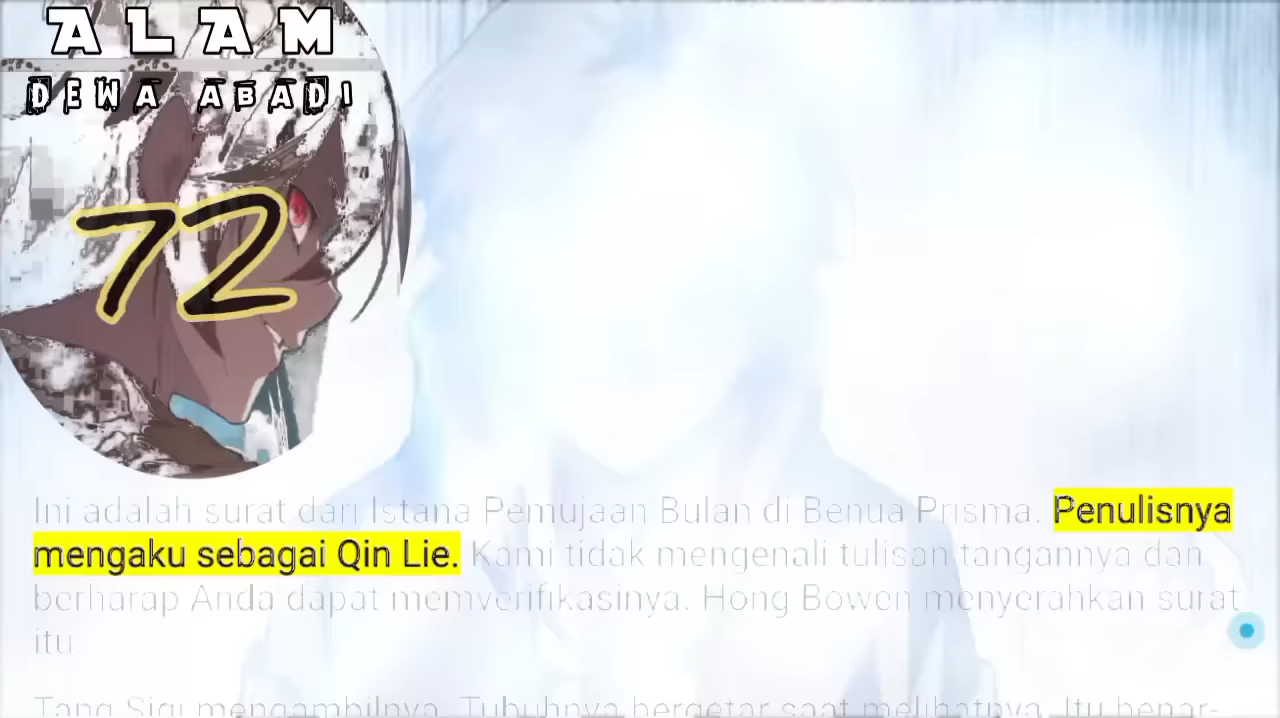 ALAM
DEWA ABADI
72
Ini adalah surat dari Istana Pemujaan Bulan di Benua Prisma. Penulisnya
mengaku sebagai Qin Lie. Kami tidak mengenali tulisan tangannya dan
berharap Anda dapat memverifikasinya. Hong Bowen menyerahkan surat
itu.
Tang Siqi mengambilnya. Tubuhnya bergetar saat melihatnya. Itu benar-